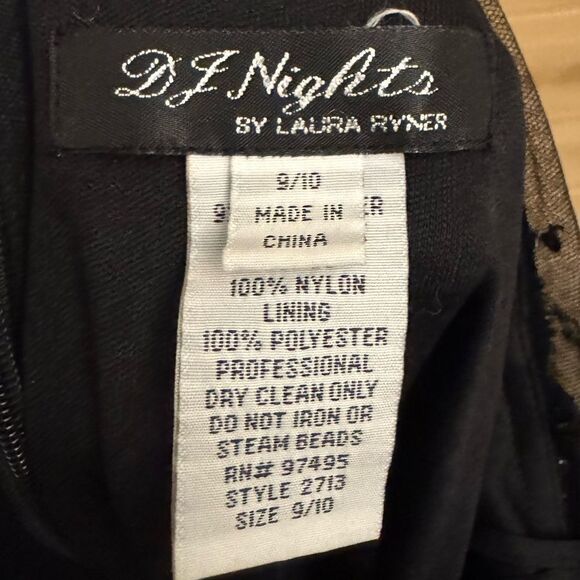 DJ Nights
BY LAURA RYNER
9/10
MADE IN
CHINA
100% NYLON
LINING
100% POLYESTER
PROFESSIONAL
DRY CLEAN ONLY
DO NOT IRON OR
STEAM BEADS
RN# 97495
STYLE 2713
SIZE 9/10